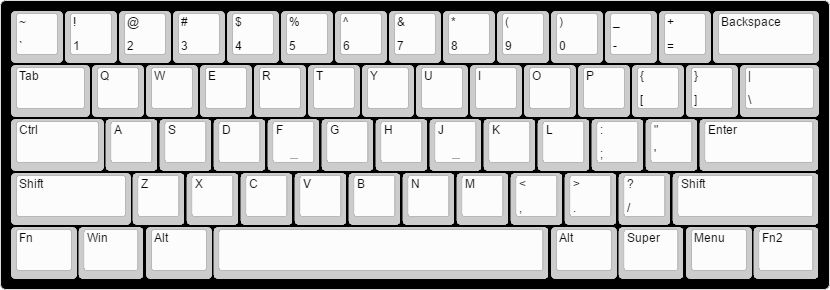 ~ ! @ # $ % ^ & * ( ) _ + Backspace
` 1 2 3 4 5 6 7 8 9 0 - =
Tab Q W E R T Y U I O P { } |
[ ] \
Ctrl A S D F G H J K L : " Enter
_ _ ; '
Shift Z X C V B N M < > ? Shift
, . /
Fn Win Alt Alt Super Menu Fn2